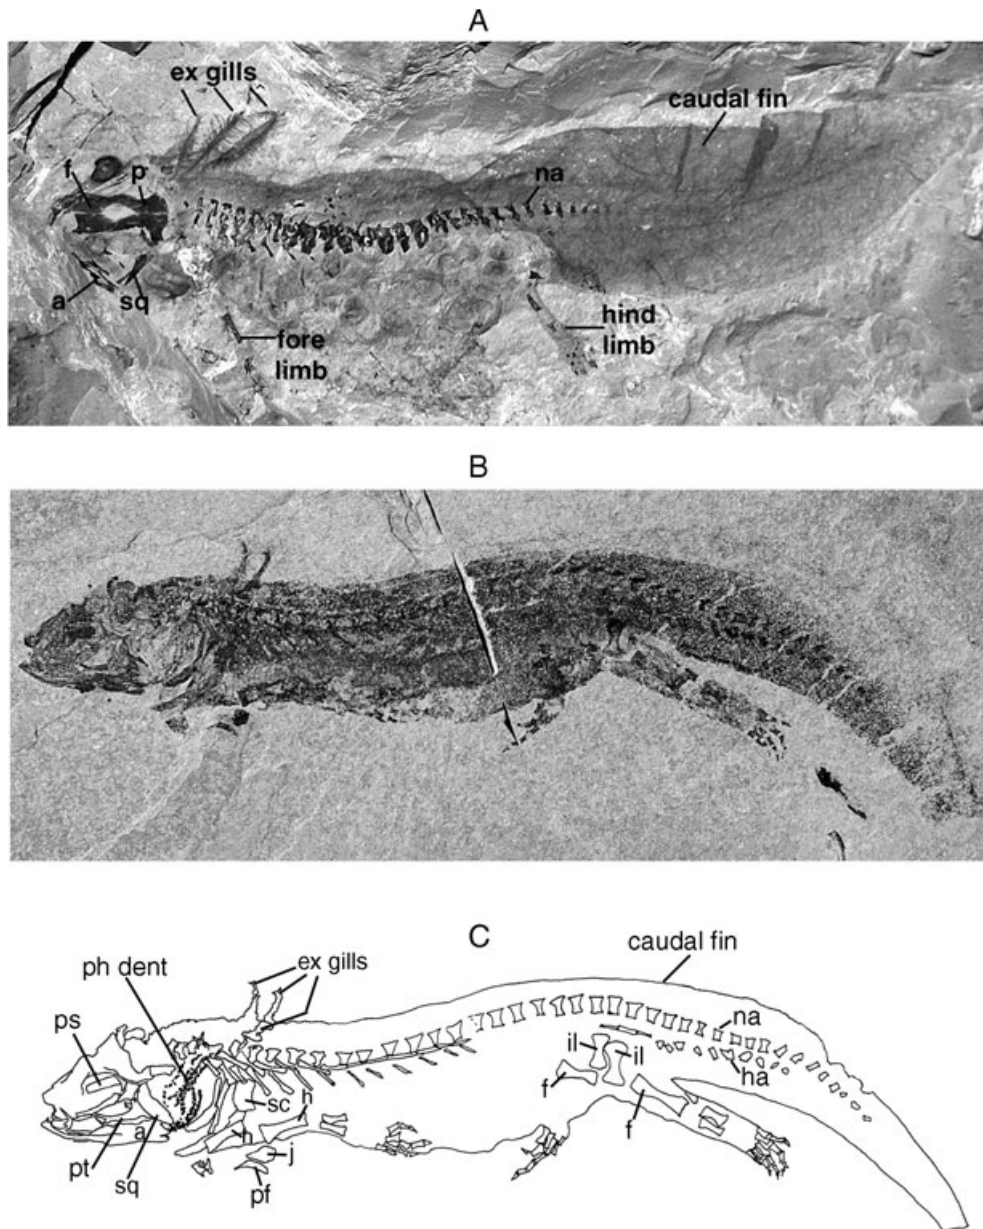 A
ex gills
caudal fin
f
p
na
a
sq
fore
limb
hind
limb
B
C
caudal fin
ex gills
ph dent
ps
na
il
il
ha
f
sc
h
f
a
h
j
pt
sq
pf